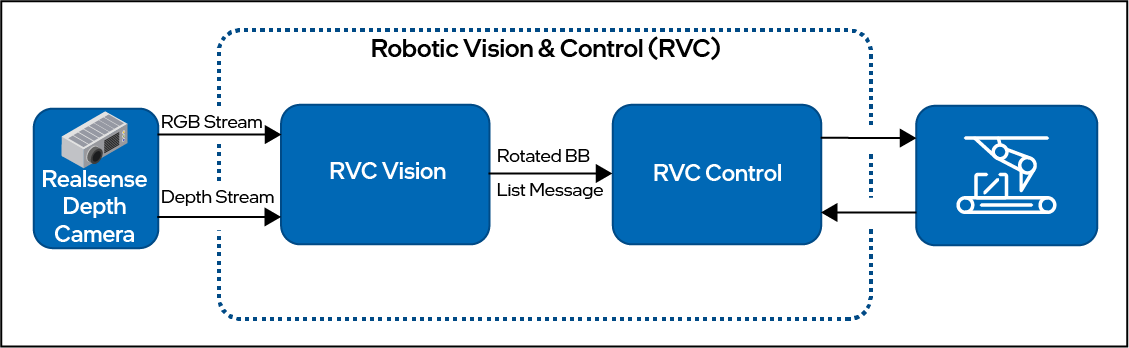 Robotic Vision & Control (RVC)
RGB Stream
Realsense
Depth
Camera
Depth Stream
RVC Vision
Rotated BB
List Message
RVC Control